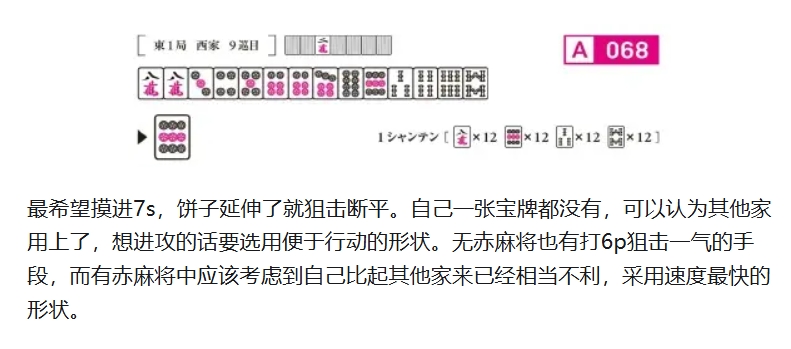 東1局 西家 9巡目
A 068
1シャンテン [ ×12 ×12 ×12 ×12 ]
最希望摸进7s，饼子延伸了就狙击断平。自己一张宝牌都没有，可以认为其他家
用上了，想进攻的话要选用便于行动的形状。无赤麻将也有打6p狙击一气的手
段，而有赤麻将中应该考虑到自己比起其他家来已经相当不利，采用速度最快的
形状。